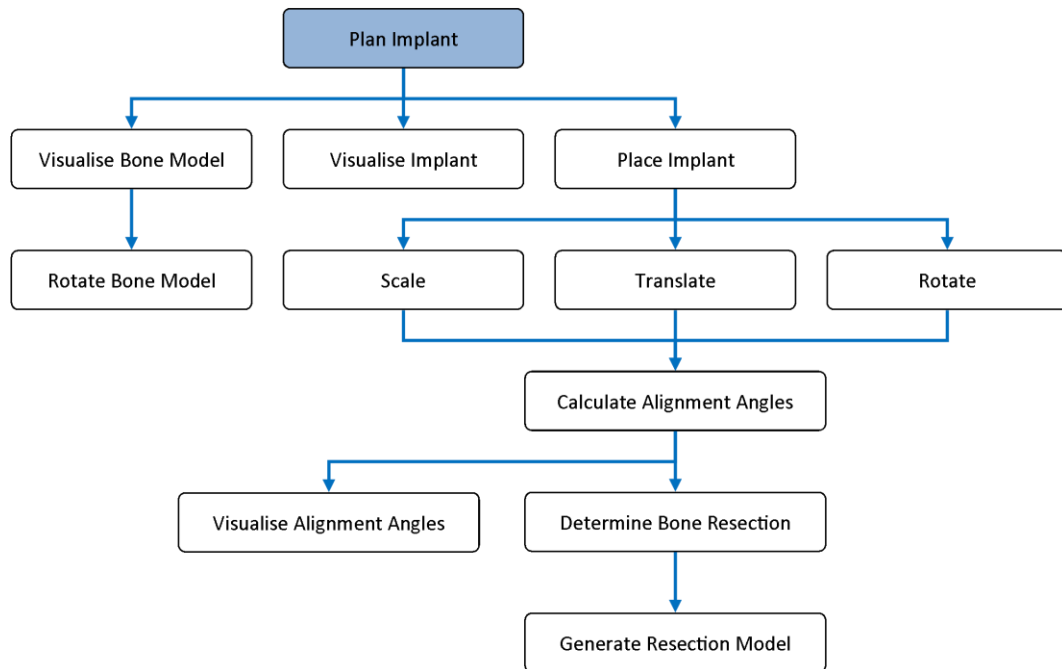 Plan Implant
Visualise Bone Model
Visualise Implant
Place Implant
Rotate Bone Model
Scale
Translate
Rotate
Calculate Alignment Angles
Visualise Alignment Angles
Determine Bone Resection
Generate Resection Model